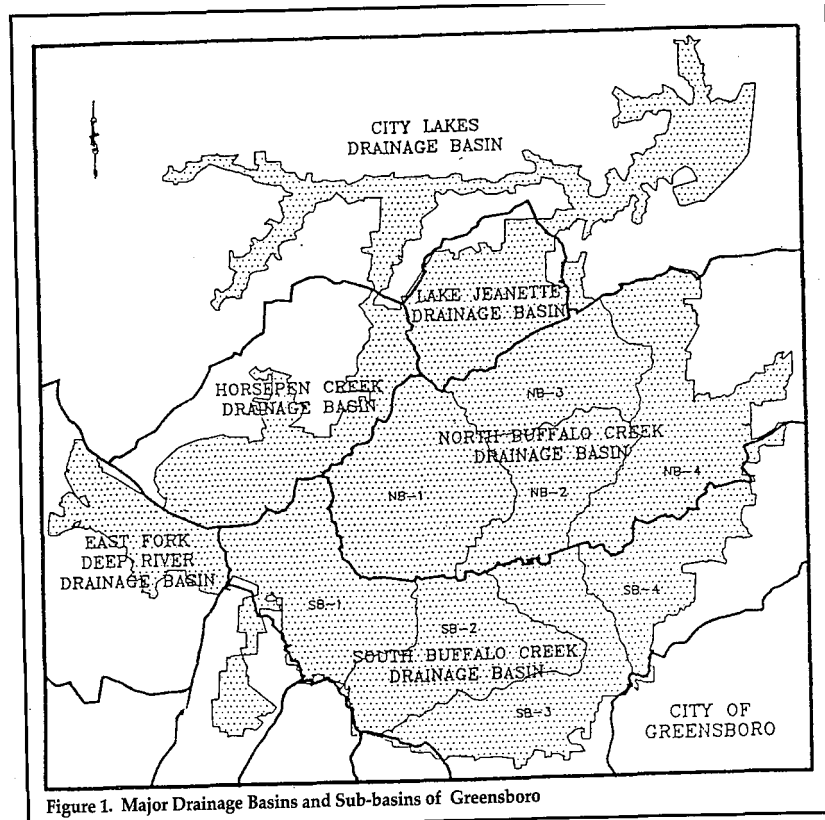 CITY LAKES
DRAINAGE BASIN
LAKE JEANETTE
DRAINAGE BASIN
HORSEPEN CREEK
DRAINAGE BASIN
NB-3
NORTH BUFFALO CREEK
DRAINAGE BASIN
NB-4
NB-1
NB-2
EAST FORK
DEEP RIVER
DRAINAGE BASIN
SB-1
SB-4
SB-2
SOUTH BUFFALO CREEK
DRAINAGE BASIN
SB-3
CITY OF
GREENSBORO
Figure 1. Major Drainage Basins and Sub-basins of Greensboro